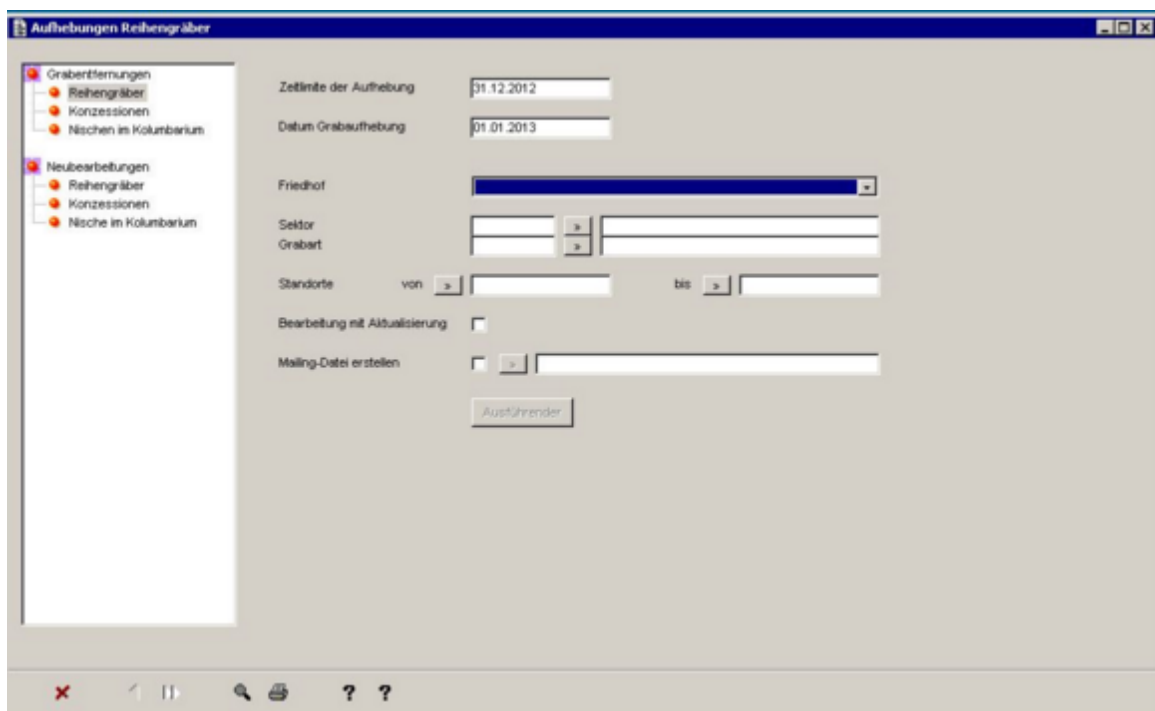 Aufhebungen Reihengräber
Grabentfernungen
Reihengräber
Konzessionen
Nischen im Kolumbarium
Neubearbeitungen
Reihengräber
Konzessionen
Nische im Kolumbarium
Zeitlimite der Aufhebung 31.12.2012
Datum Grabaufhebung 01.01.2013
Friedhof
Sektor »
Grabart »
Standorte von » bis »
Bearbeitung mit Aktualisierung
Mailing-Datei erstellen »
Ausführender
? ?